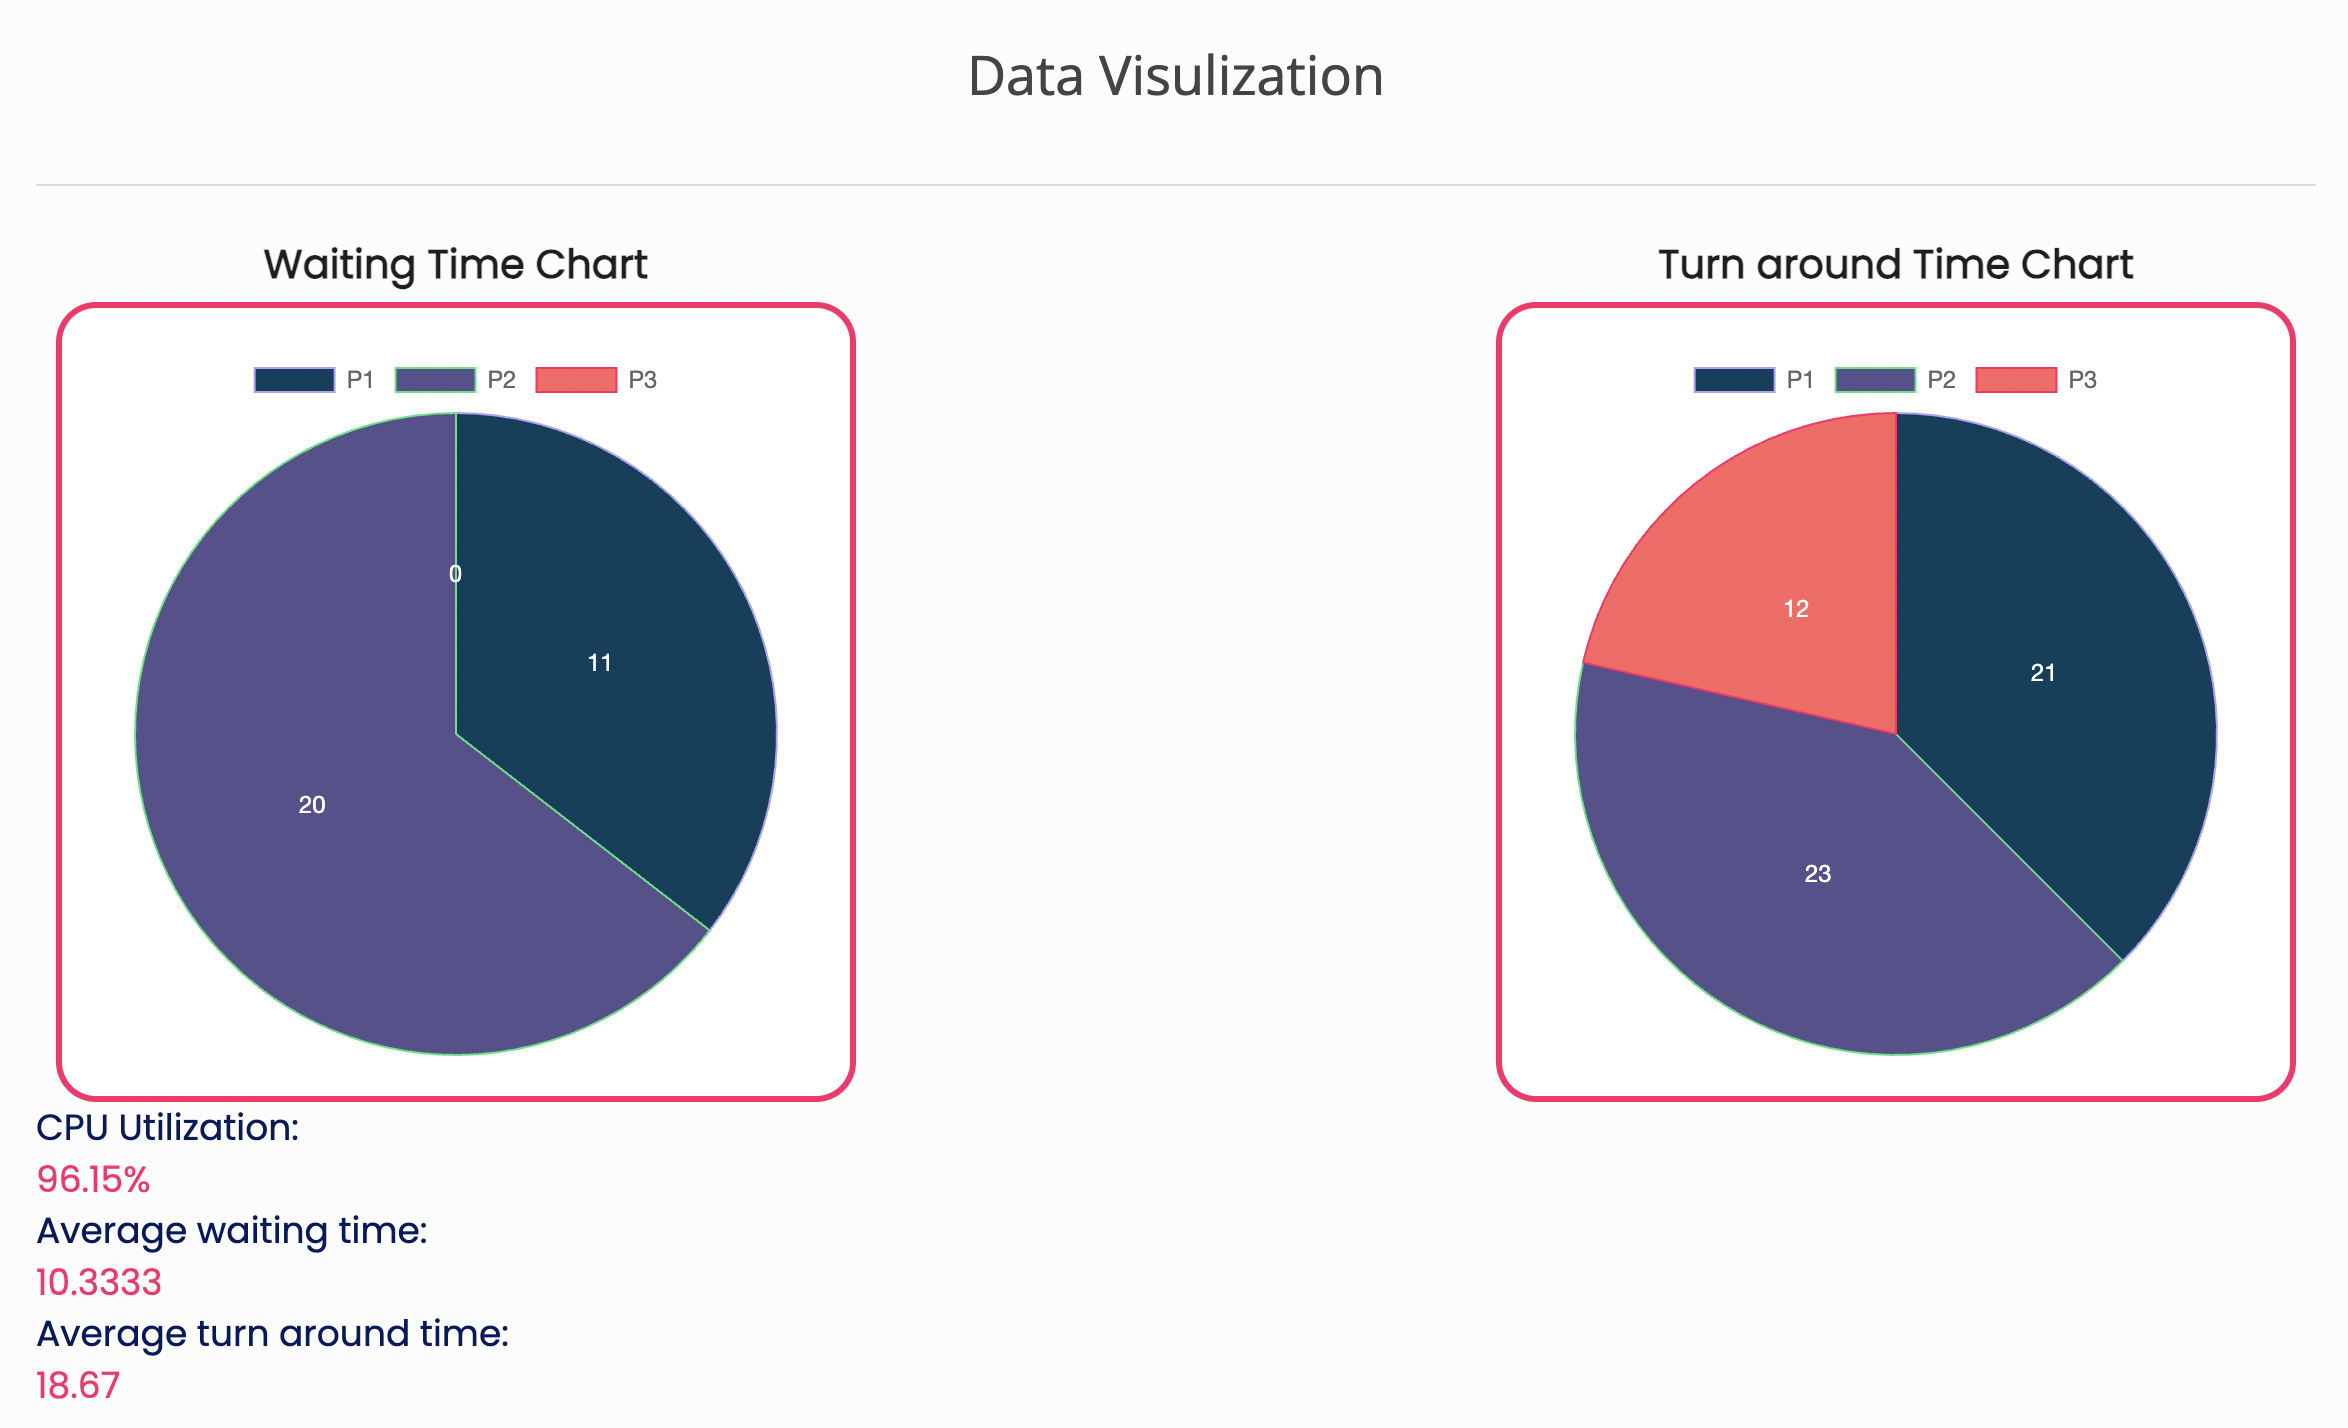 Data Visulization
Waiting Time Chart
P1 P2 P3
0
11
20
Turn around Time Chart
P1 P2 P3
12
21
23
CPU Utilization:
96.15%
Average waiting time:
10.3333
Average turn around time:
18.67